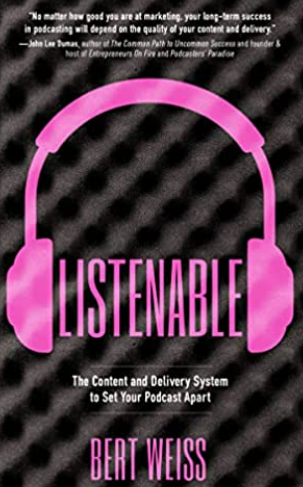 "No matter how good you are at marketing, your long-term success
in podcasting will depend on the quality of your content and delivery."
—John Lee Dumas, author of The Common Path to Uncommon Success and founder &
host of Entrepreneurs On Fire and Podcasters' Paradise
LISTENABLE
The Content and Delivery System
to Set Your Podcast Apart
BERT WEISS